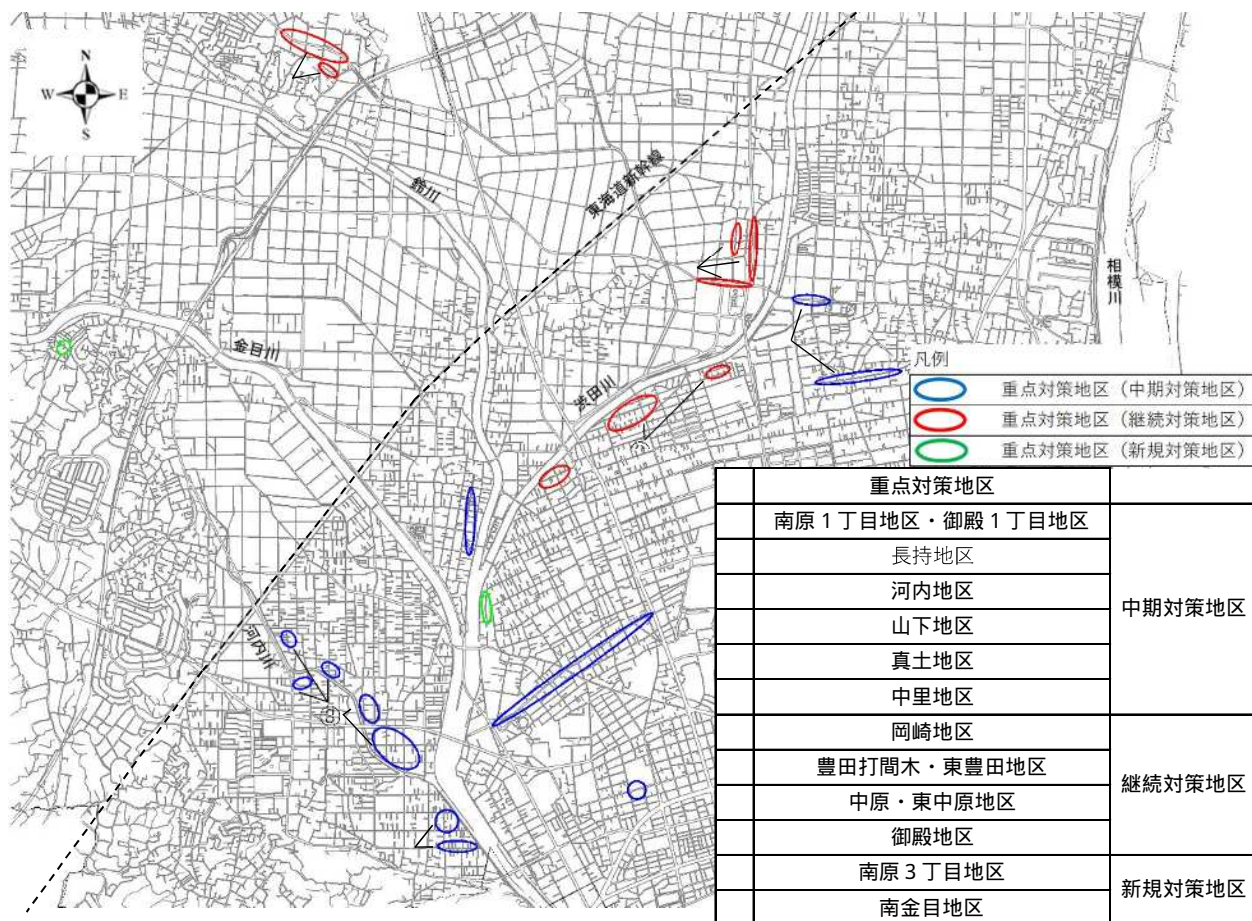 N
W
E
S
鈴川
東海道新幹線
相模川
金目川
渋田川
河内川
凡例
重点対策地区（中期対策地区）
重点対策地区（継続対策地区）
重点対策地区（新規対策地区）
重点対策地区
南原１丁目地区・御殿１丁目地区
長持地区
河内地区
山下地区
真土地区
中里地区
中期対策地区
岡崎地区
豊田打間木・東豊田地区
中原・東中原地区
御殿地区
継続対策地区
南原３丁目地区
南金目地区
新規対策地区